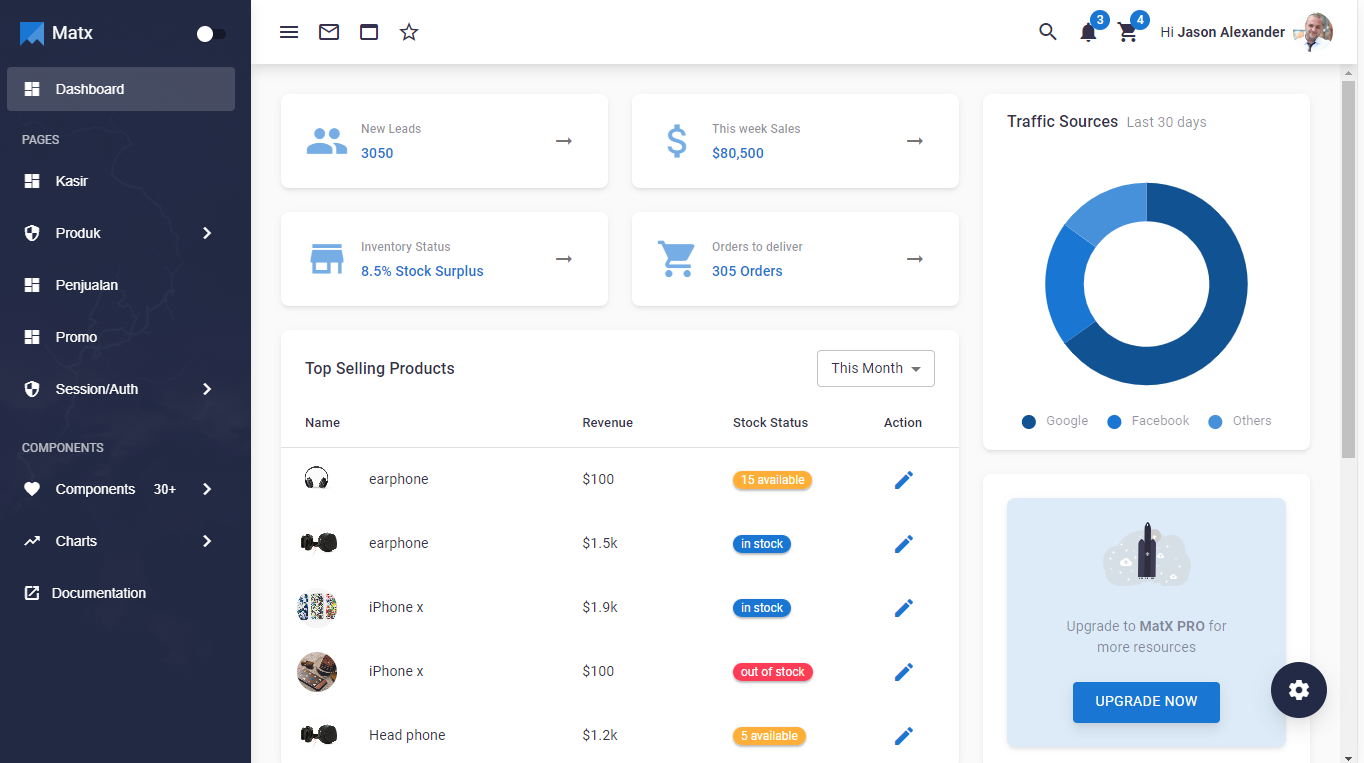 Matx
Dashboard
PAGES
Kasir
Produk
Penjualan
Promo
Session/Auth
COMPONENTS
Components 30+
Charts
Documentation
3
4
Hi Jason Alexander
New Leads
3050
This week Sales
$80,500
Inventory Status
8.5% Stock Surplus
Orders to deliver
305 Orders
Top Selling Products
This Month
Name Revenue Stock Status Action
earphone $100 15 available
earphone $1.5k in stock
iPhone x $1.9k in stock
iPhone x $100 out of stock
Head phone $1.2k 5 available
Traffic Sources Last 30 days
Google Facebook Others
Upgrade to MatX PRO for
more resources
UPGRADE NOW